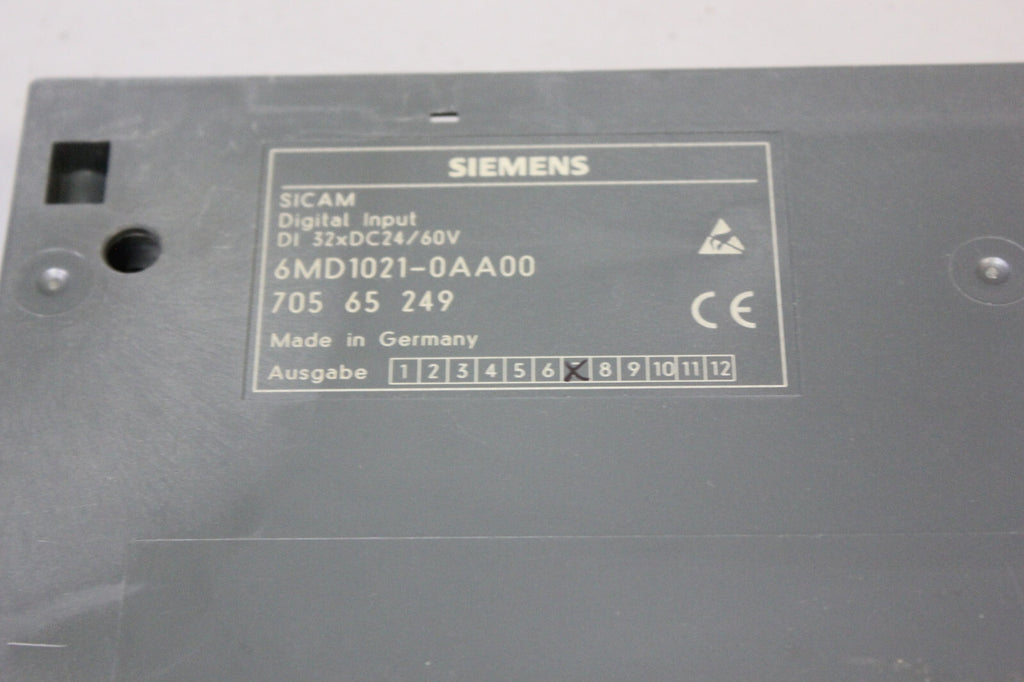 SIEMENS
SICAM
Digital Input
DI 32xDC24/60V
6MD1021-0AA00
705 65 249
CE
Made in Germany
Ausgabe 1 2 3 4 5 6 8 9 10 11 12